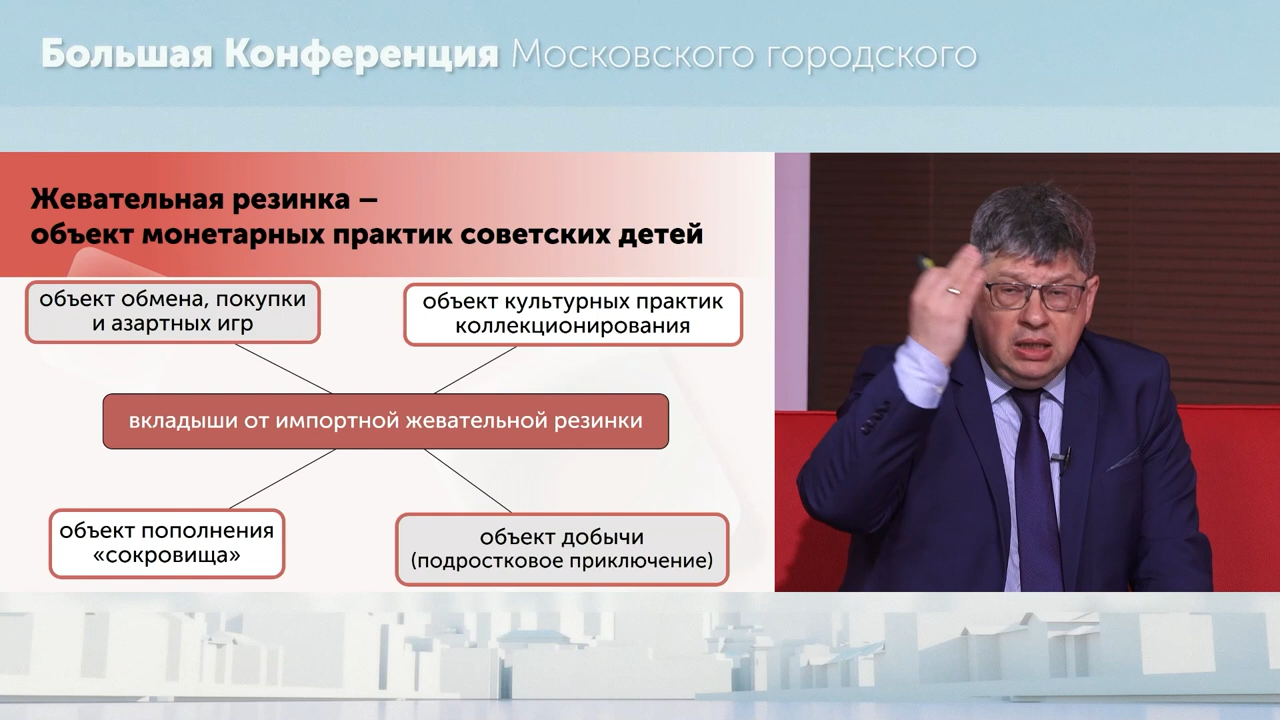 Большая Конференция Московского городского
Жевательная резинка –
объект монетарных практик советских детей
объект обмена, покупки
и азартных игр
объект культурных практик
коллекционирования
вкладыши от импортной жевательной резинки
объект пополнения
«сокровища»
объект добычи
(подростковое приключение)